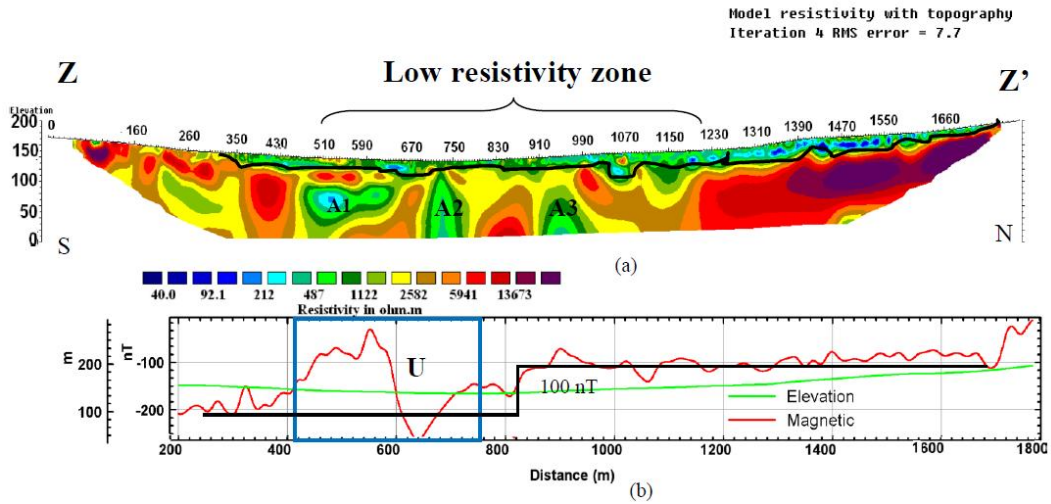 Model resistivity with topography
Iteration 4 RMS error = 7.7
Z
Low resistivity zone
Z'
Elevation
200 0 160 260 350 430 510 590 670 750 830 910 990 1070 1150 1230 1310 1390 1470 1550 1660
150
100
A1 A2 A3
50
0
S
N
(a)
40.0 92.1 212 487 1122 2582 5941 13673
Resistivity in ohm.m
m
nT
200
100
-100
-200
U
100 nT
Elevation
Magnetic
200 400 600 800 1000 1200 1400 1600 1800
Distance (m)
(b)